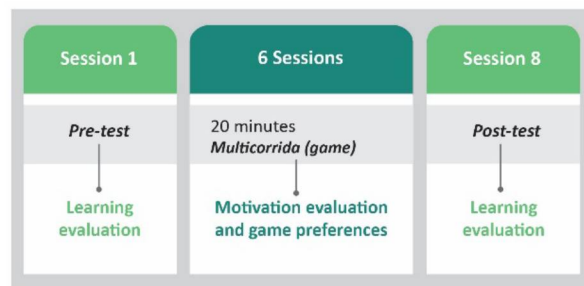 Session 1
Pre-test
Learning
evaluation
6 Sessions
20 minutes
Multicorrida (game)
Motivation evaluation
and game preferences
Session 8
Post-test
Learning
evaluation